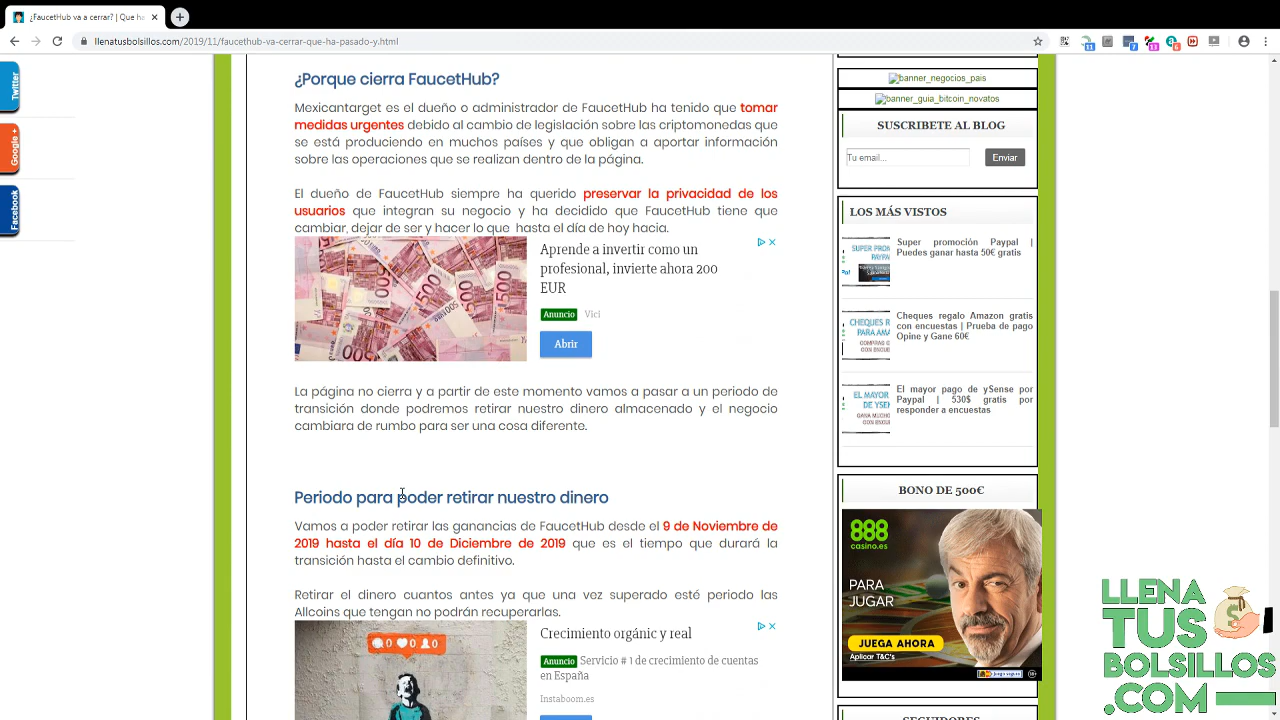 ¿FaucetHub va a cerrar? | Que ha
llenatusbolsillos.com/2019/11/faucethub-va-cerrar-que-ha-pasado-y.html
11
7
13
6
Twitter
Google +
Facebook
¿Porque cierra FaucetHub?
Mexicantarget es el dueño o administrador de FaucetHub ha tenido que tomar
medidas urgentes debido al cambio de legislación sobre las criptomonedas que
se está produciendo en muchos países y que obligan a aportar información
sobre las operaciones que se realizan dentro de la página.
El dueño de FaucetHub siempre ha querido preservar la privacidad de los
usuarios que integran su negocio y ha decidido que FaucetHub tiene que
cambiar, dejar de ser y hacer lo que hasta el día de hoy hacía.
Aprende a invertir como un
profesional, invierte ahora 200
EUR
Anuncio Vici
Abrir
La página no cierra y a partir de este momento vamos a pasar a un periodo de
transición donde podrmos retirar nuestro dinero almacenado y el negocio
cambiara de rumbo para ser una cosa diferente.
Periodo para poder retirar nuestro dinero
Vamos a poder retirar las ganancias de FaucetHub desde el 9 de Noviembre de
2019 hasta el día 10 de Diciembre de 2019 que es el tiempo que durará la
transición hasta el cambio definitivo.
Retirar el dinero cuantos antes ya que una vez superado esté periodo las
Allcoins que tengan no podrán recuperarlas.
Crecimiento orgánic y real
Anuncio Servicio # 1 de crecimiento de cuentas
en España
Instaboom.es
banner_negocios_pais
banner_guia_bitcoin_novatos
SUSCRIBETE AL BLOG
Tu email...
Enviar
LOS MÁS VISTOS
Super promoción Paypal |
Puedes ganar hasta 50€ gratis
Cheques regalo Amazon gratis
con encuestas | Prueba de pago
Opine y Gane 60€
El mayor pago de ySense por
Paypal | 530$ gratis por
responder a encuestas
BONO DE 500€
888
casino.es
PARA
JUGAR
JUEGA AHORA
Aplicar T&C's
SEGUIDORES
LLENA
TUS
BOLSILLOS
.COM